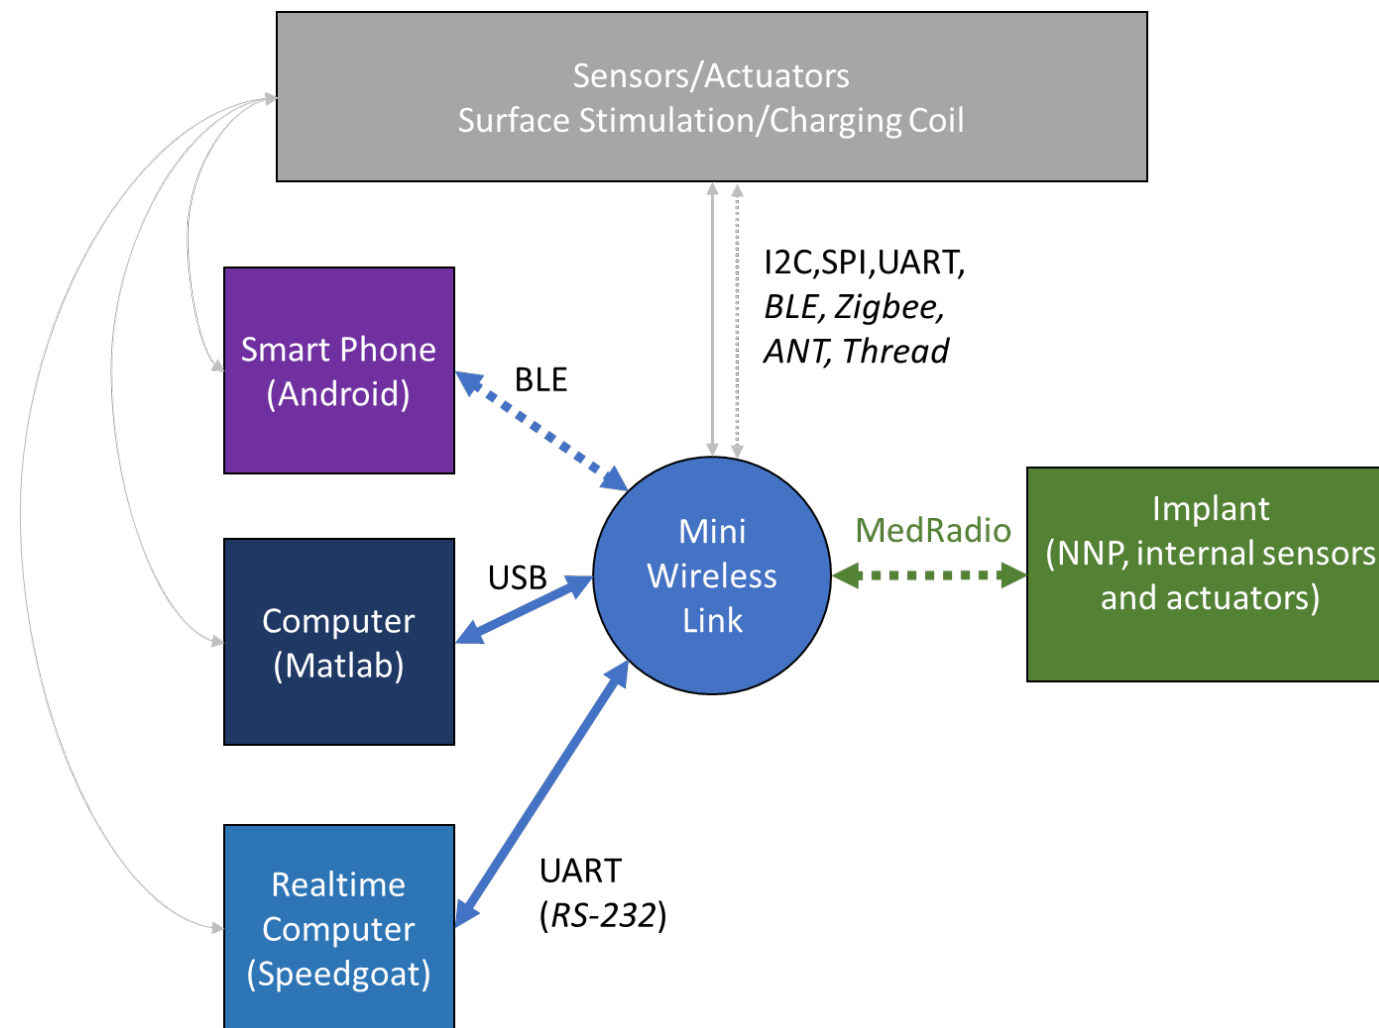 Sensors/Actuators
Surface Stimulation/Charging Coil
I2C,SPI,UART,
BLE, Zigbee,
ANT, Thread
Smart Phone
(Android)
BLE
Mini
Wireless
Link
MedRadio
Implant
(NNP, internal sensors
and actuators)
USB
Computer
(Matlab)
UART
(RS-232)
Realtime
Computer
(Speedgoat)